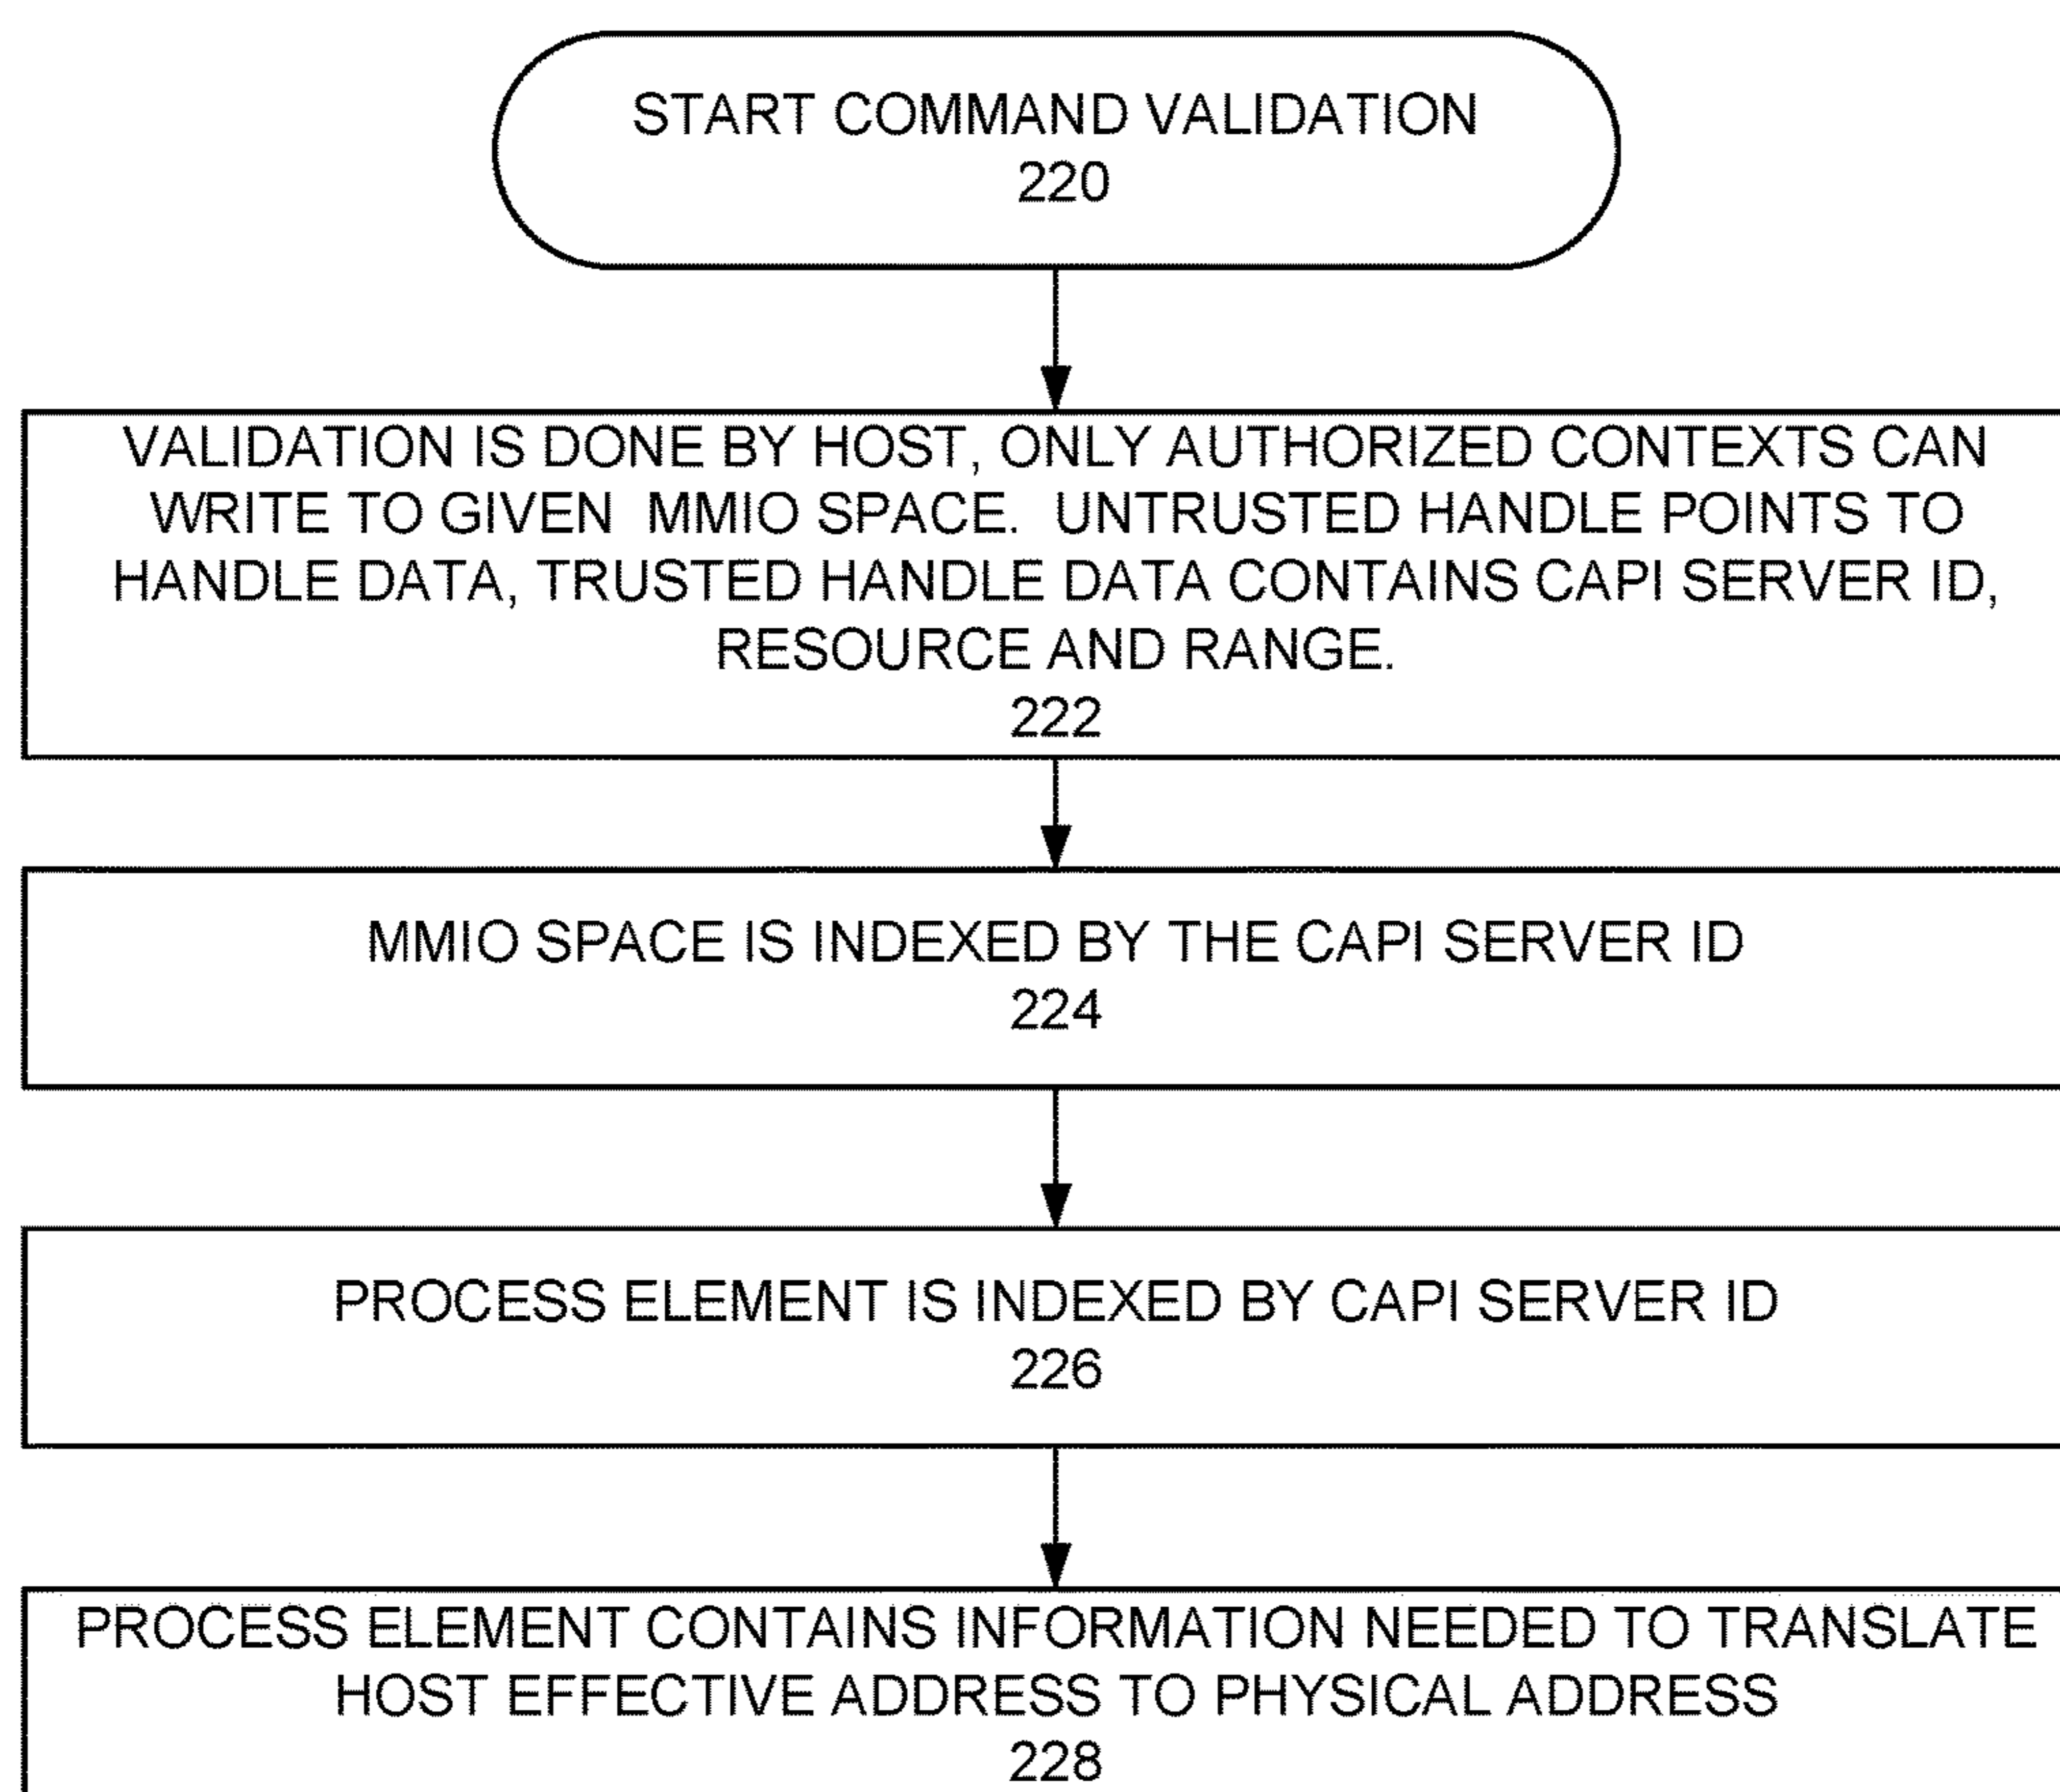 START COMMAND VALIDATION
220
VALIDATION IS DONE BY HOST, ONLY AUTHORIZED CONTEXTS CAN
WRITE TO GIVEN MMIO SPACE. UNTRUSTED HANDLE POINTS TO
HANDLE DATA, TRUSTED HANDLE DATA CONTAINS CAPI SERVER ID,
RESOURCE AND RANGE.
222
MMIO SPACE IS INDEXED BY THE CAPI SERVER ID
224
PROCESS ELEMENT IS INDEXED BY CAPI SERVER ID
226
PROCESS ELEMENT CONTAINS INFORMATION NEEDED TO TRANSLATE
HOST EFFECTIVE ADDRESS TO PHYSICAL ADDRESS
228